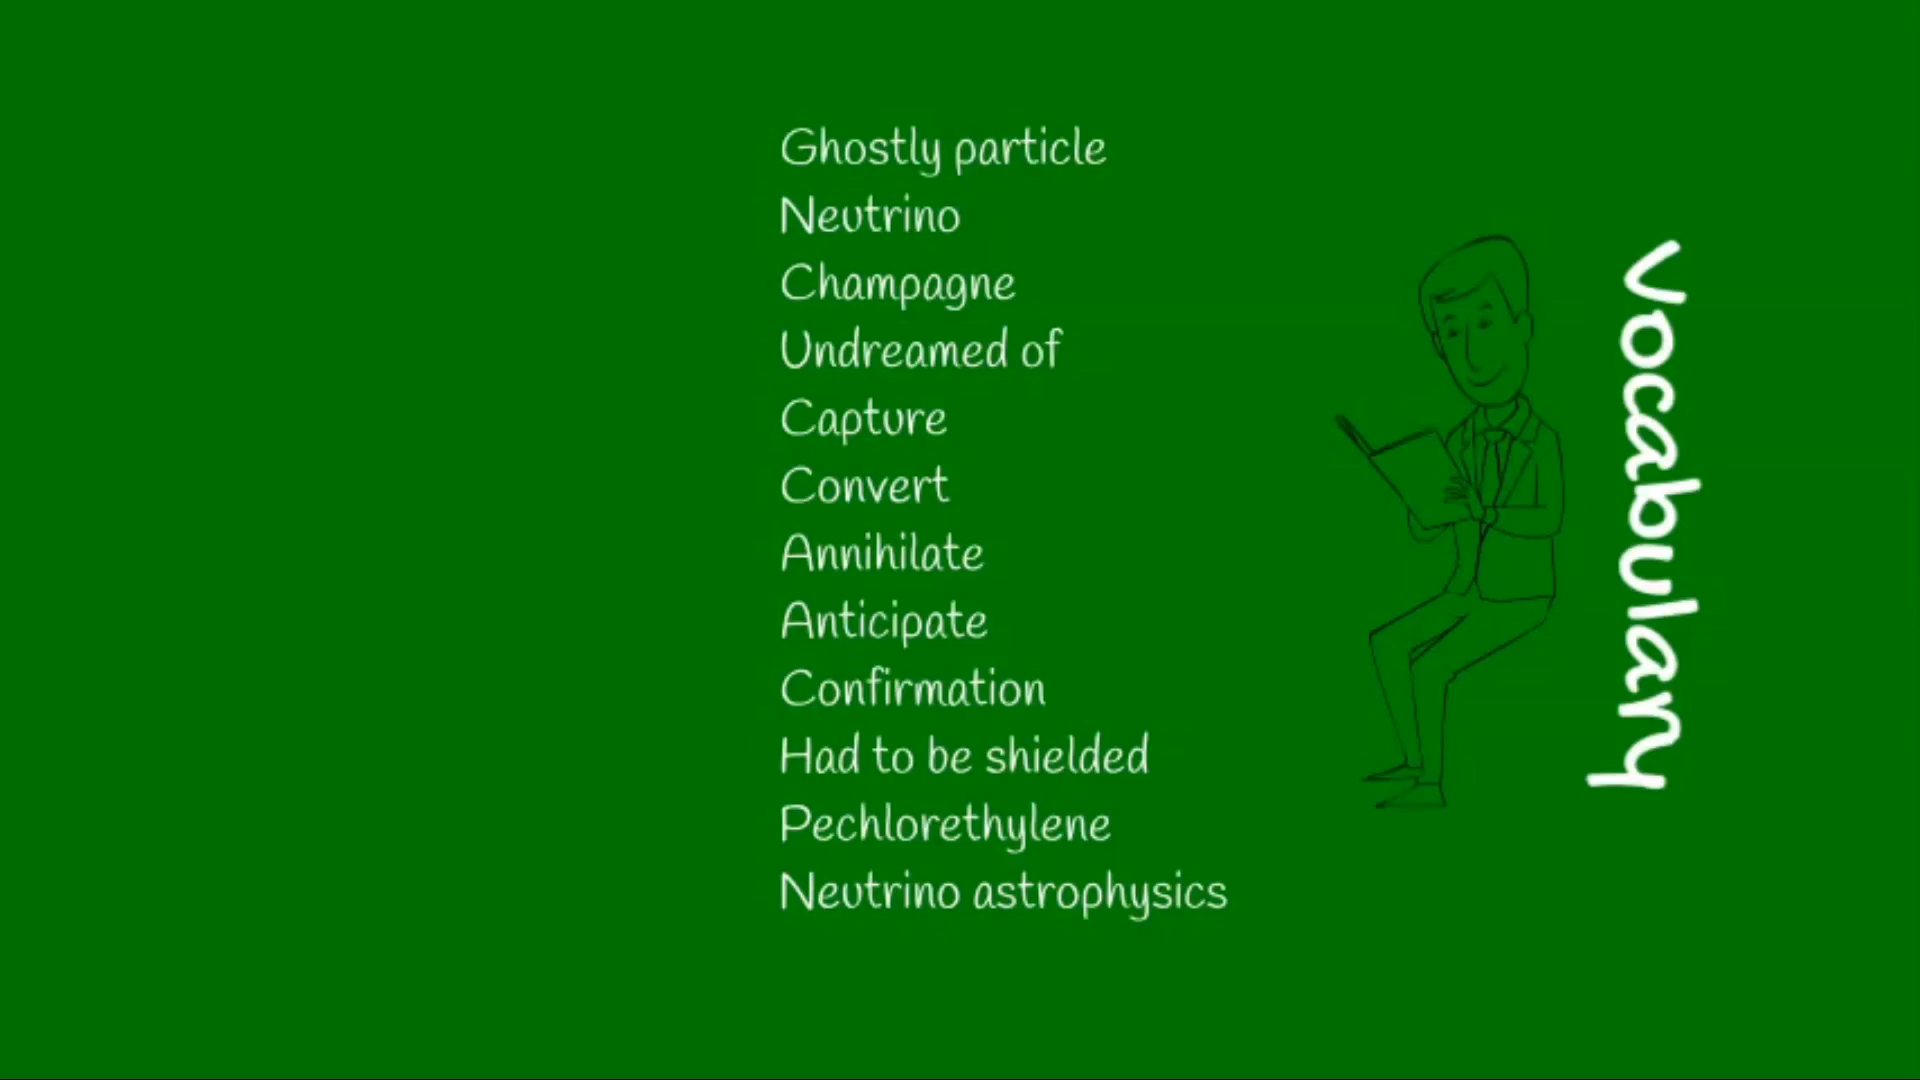 Ghostly particle
Neutrino
Champagne
Undreamed of
Capture
Convert
Annihilate
Anticipate
Confirmation
Had to be shielded
Pechlorethylene
Neutrino astrophysics
Vocabulary